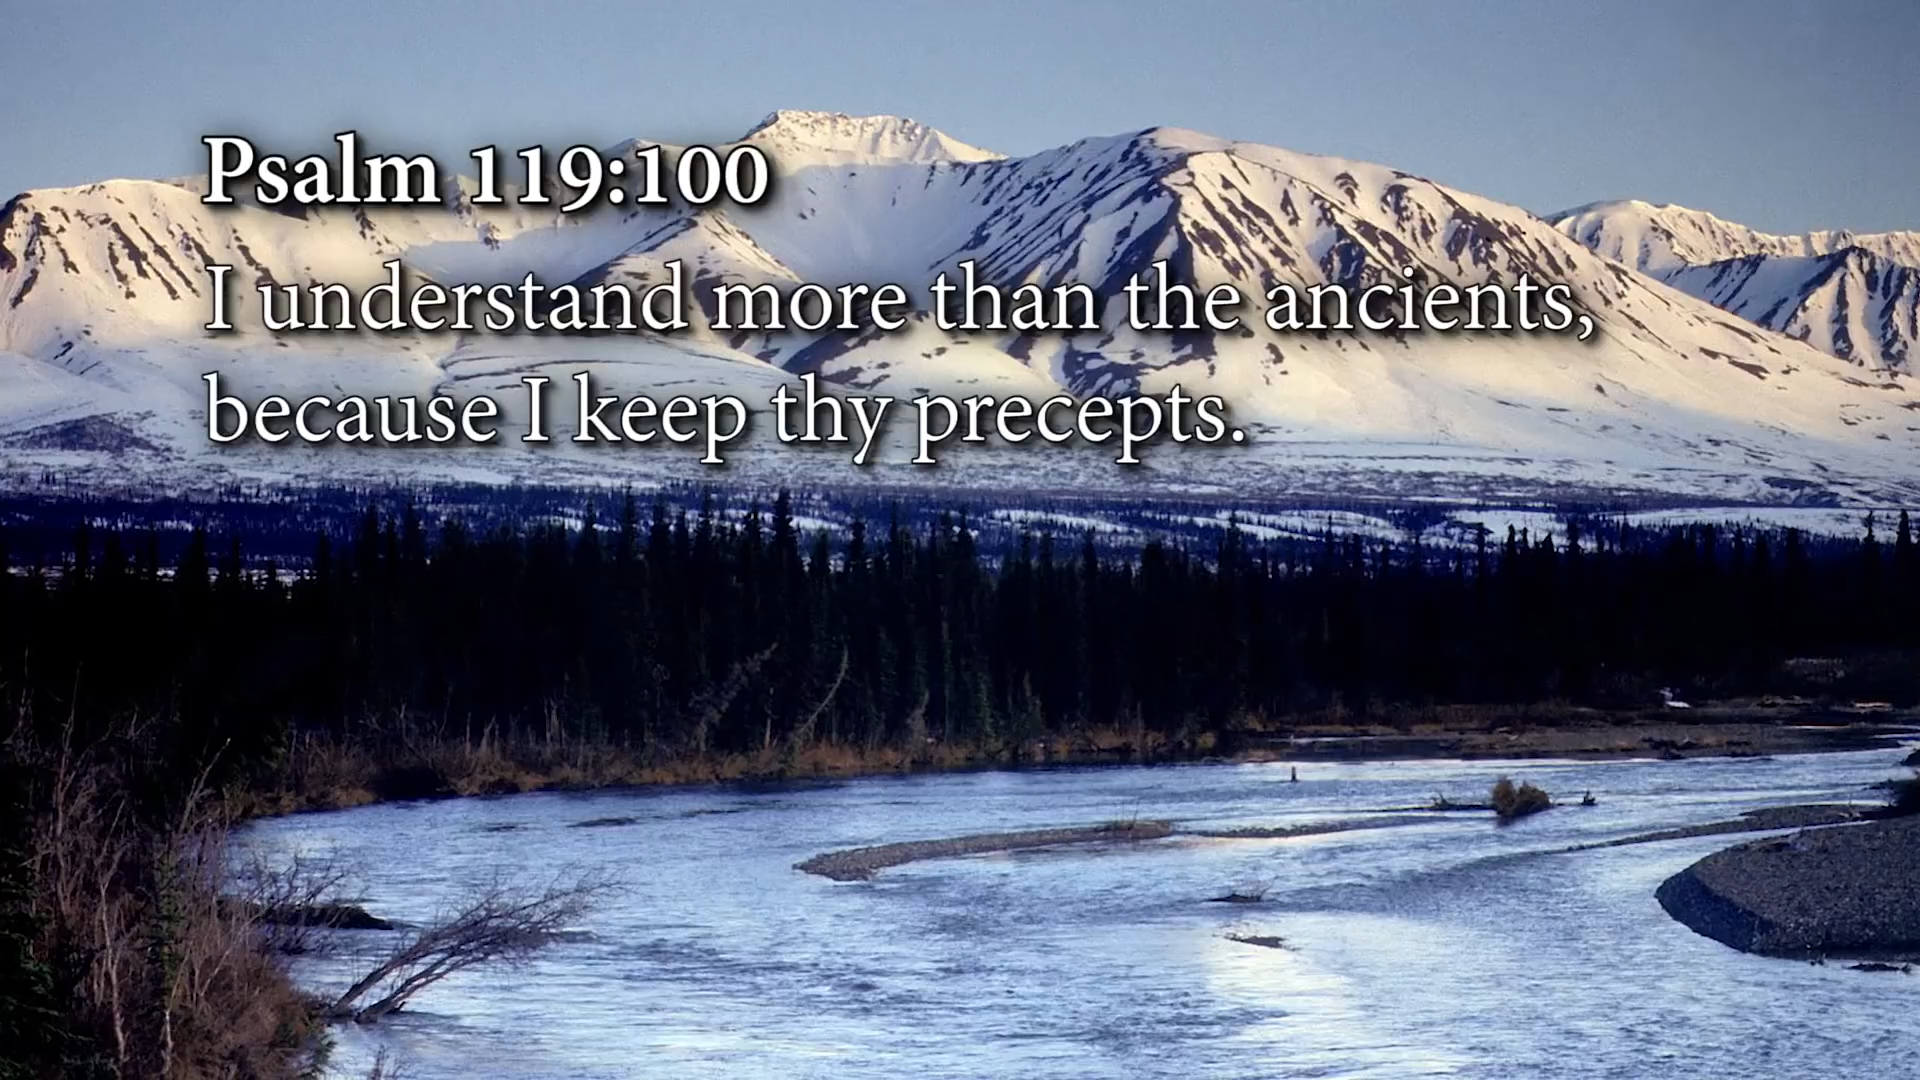 Psalm 119:100
I understand more than the ancients,
because I keep thy precepts.